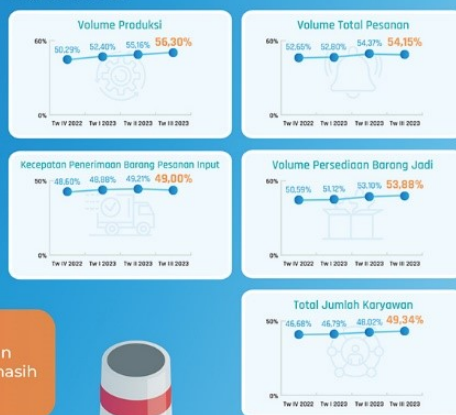 Volume Produksi
60%
50,29% 52,40% 55,16% 56,30%
0%
Tw IV 2022 Tw I 2023 Tw II 2023 Tw III 2023
Volume Total Pesanan
60%
52,65% 52,80% 54,37% 54,15%
0%
Tw IV 2022 Tw I 2023 Tw II 2023 Tw III 2023
Kecepatan Penerimaan Barang Pesanan Input
50%
48,60% 48,88% 49,21% 49,00%
0%
Tw IV 2022 Tw I 2023 Tw II 2023 Tw III 2023
Volume Persediaan Barang Jadi
60%
50,59% 51,12% 53,10% 53,88%
0%
Tw IV 2022 Tw I 2023 Tw II 2023 Tw III 2023
Total Jumlah Karyawan
50%
46,68% 46,79% 48,02% 49,34%
0%
Tw IV 2022 Tw I 2023 Tw II 2023 Tw III 2023
n
asih